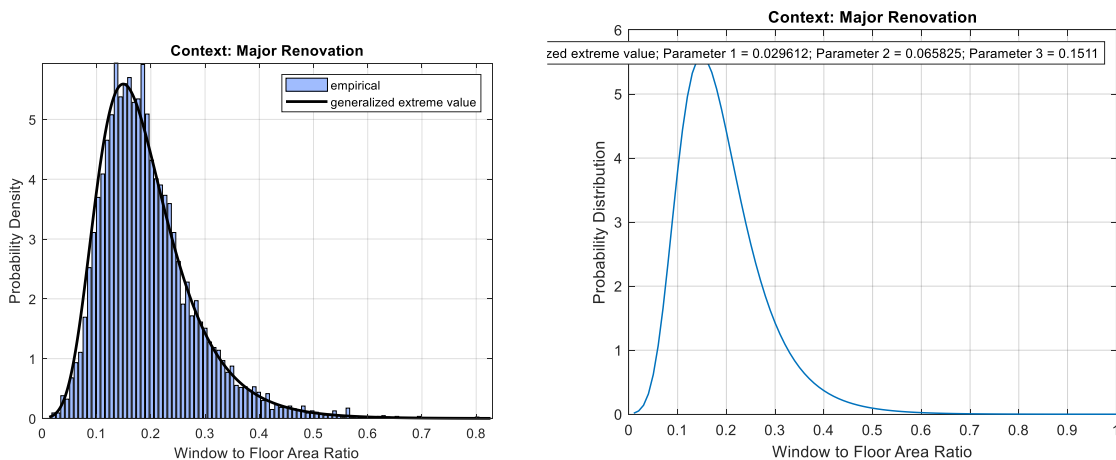 Context: Major Renovation
empirical
generalized extreme value
Probability Density
5
4
3
2
1
0
0 0.1 0.2 0.3 0.4 0.5 0.6 0.7 0.8
Window to Floor Area Ratio
Context: Major Renovation
zed extreme value; Parameter 1 = 0.029612; Parameter 2 = 0.065825; Parameter 3 = 0.1511
Probability Distribution
6
5
4
3
2
1
0
0 0.1 0.2 0.3 0.4 0.5 0.6 0.7 0.8 0.9 1
Window to Floor Area Ratio